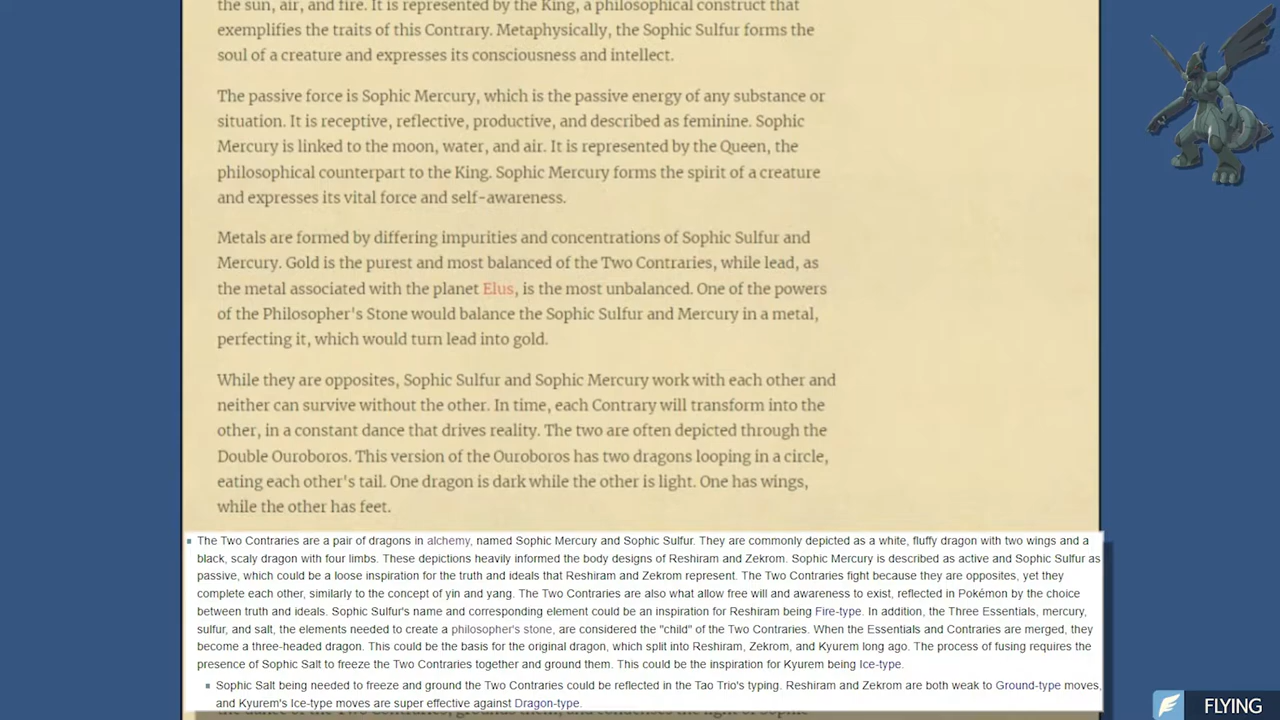 the sun, air, and fire. It is represented by the King, a philosophical construct that
exemplifies the traits of this Contrary. Metaphysically, the Sophic Sulfur forms the
soul of a creature and expresses its consciousness and intellect.
The passive force is Sophic Mercury, which is the passive energy of any substance or
situation. It is receptive, reflective, productive, and described as feminine. Sophic
Mercury is linked to the moon, water, and air. It is represented by the Queen, the
philosophical counterpart to the King. Sophic Mercury forms the spirit of a creature
and expresses its vital force and self-awareness.
Metals are formed by differing impurities and concentrations of Sophic Sulfur and
Mercury. Gold is the purest and most balanced of the Two Contraries, while lead, as
the metal associated with the planet Elus, is the most unbalanced. One of the powers
of the Philosopher's Stone would balance the Sophic Sulfur and Mercury in a metal,
perfecting it, which would turn lead into gold.
While they are opposites, Sophic Sulfur and Sophic Mercury work with each other and
neither can survive without the other. In time, each Contrary will transform into the
other, in a constant dance that drives reality. The two are often depicted through the
Double Ouroboros. This version of the Ouroboros has two dragons looping in a circle,
eating each other's tail. One dragon is dark while the other is light. One has wings,
while the other has feet.
The Two Contraries are a pair of dragons in alchemy, named Sophic Mercury and Sophic Sulfur. They are commonly depicted as a white, fluffy dragon with two wings and a
black, scaly dragon with four limbs. These depictions heavily informed the body designs of Reshiram and Zekrom. Sophic Mercury is described as active and Sophic Sulfur as
passive, which could be a loose inspiration for the truth and ideals that Reshiram and Zekrom represent. The Two Contraries fight because they are opposites, yet they
complete each other, similarly to the concept of yin and yang. The Two Contraries are also what allow free will and awareness to exist, reflected in Pokémon by the choice
between truth and ideals. Sophic Sulfur's name and corresponding element could be an inspiration for Reshiram being Fire-type. In addition, the Three Essentials, mercury,
sulfur, and salt, the elements needed to create a philosopher's stone, are considered the "child" of the Two Contraries. When the Essentials and Contraries are merged, they
become a three-headed dragon. This could be the basis for the original dragon, which split into Reshiram, Zekrom, and Kyurem long ago. The process of fusing requires the
presence of Sophic Salt to freeze the Two Contraries together and ground them. This could be the inspiration for Kyurem being Ice-type.
Sophic Salt being needed to freeze and ground the Two Contraries could be reflected in the Tao Trio's typing. Reshiram and Zekrom are both weak to Ground-type moves,
and Kyurem's Ice-type moves are super effective against Dragon-type.
FLYING